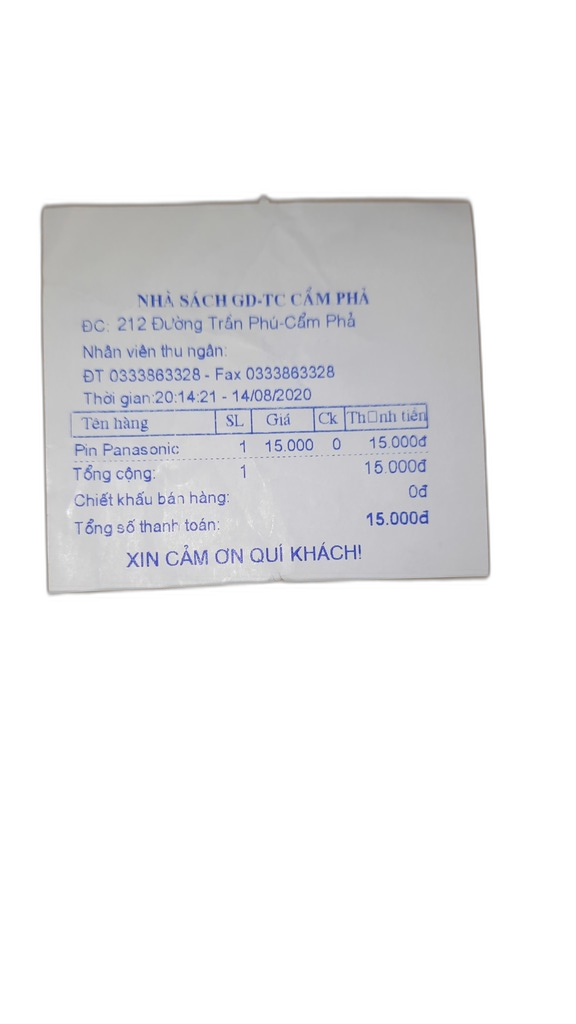 NHÀ SÁCH GD-TC CẨM PHẢ
ĐC: 212 Đường Trần Phú-Cẩm Phả
Nhân viên thu ngân:
ĐT 0333863328 - Fax 0333863328
Thời gian:20:14:21 - 14/08/2020
Tên hàng SL Giá Ck Th□nh tiền
Pin Panasonic 1 15.000 0 15.000đ
Tổng cộng: 1 15.000đ
Chiết khấu bán hàng: 0đ
Tổng số thanh toán: 15.000đ
XIN CẢM ƠN QUÍ KHÁCH!